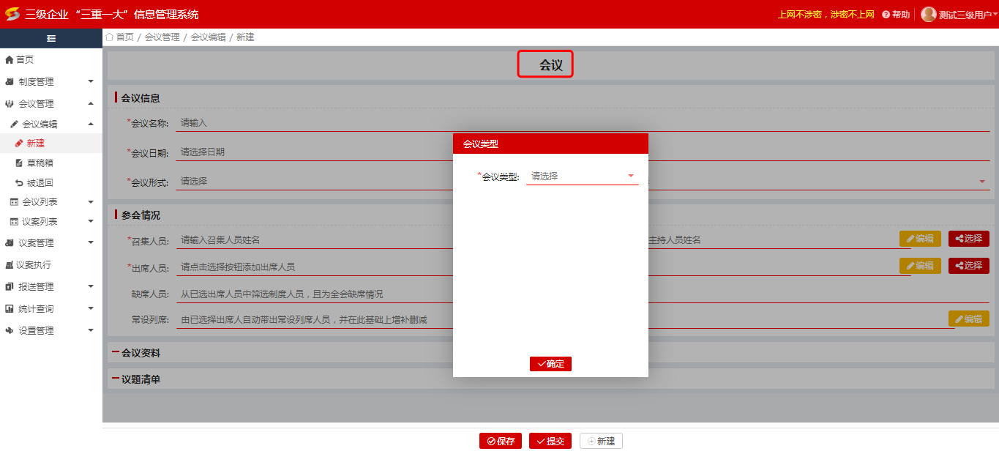 三级企业 “三重一大” 信息管理系统
上网不涉密，涉密不上网 帮助 测试三级用户
首页 / 会议管理 / 会议编辑 / 新建
首页
制度管理
会议管理
会议编辑
新建
草稿箱
被退回
会议列表
议案列表
议案管理
议案执行
报送管理
统计查询
设置管理
会议
会议信息
*会议名称: 请输入
*会议日期: 请选择日期
*会议形式: 请选择
会议类型
*会议类型: 请选择
确定
参会情况
*召集人员: 请输入召集人员姓名 主持人员姓名 编辑 选择
*出席人员: 请点击选择按钮添加出席人员 编辑 选择
缺席人员: 从已选出席人员中筛选制度人员，且为全会缺席情况
常设列席: 由已选择出席人自动带出常设列席人员，并在此基础上增补删减 编辑
会议资料
议题清单
保存 提交 新建